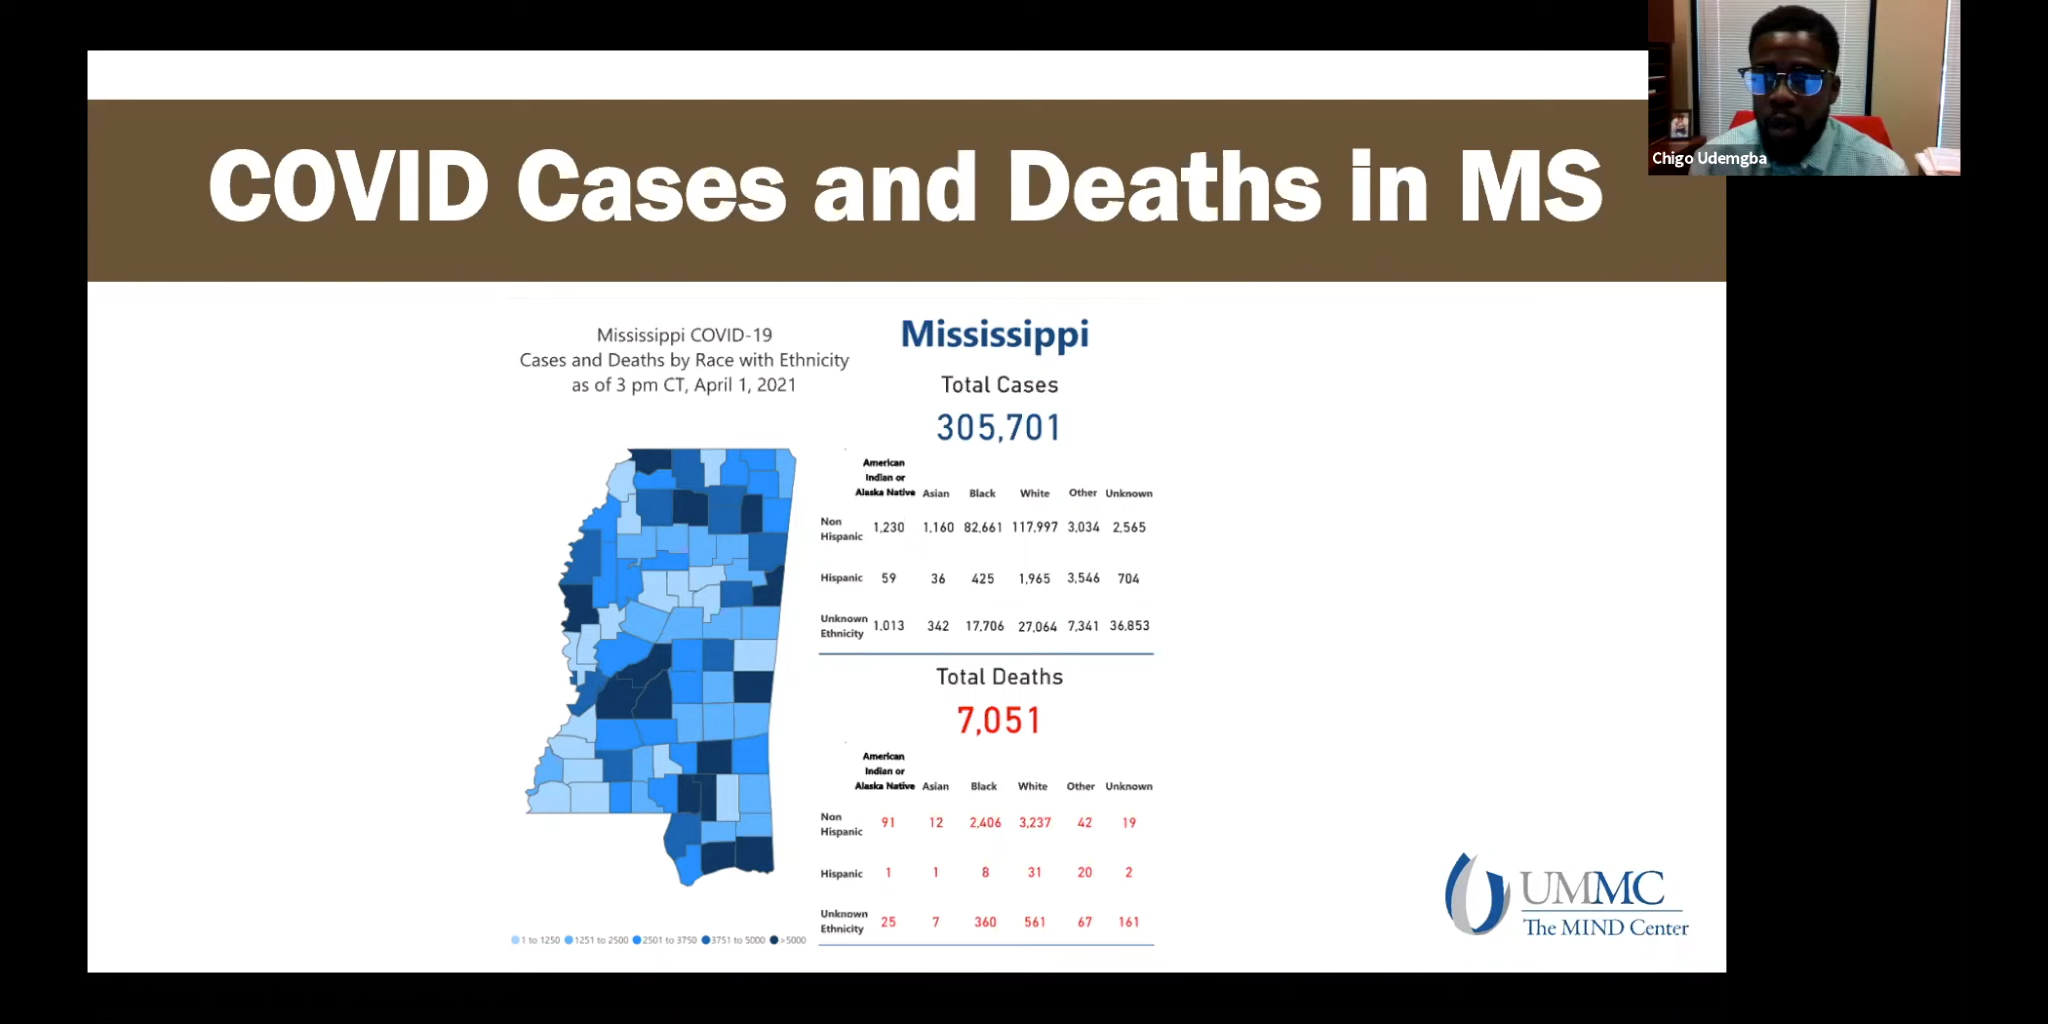 COVID Cases and Deaths in MS
Chigo Udemgba
Mississippi COVID-19
Cases and Deaths by Race with Ethnicity
as of 3 pm CT, April 1, 2021
Mississippi
Total Cases
305,701
American
Indian or
Alaska Native Asian Black White Other Unknown
Non
Hispanic 1,230 1,160 82,661 117,997 3,034 2,565
Hispanic 59 36 425 1,965 3,546 704
Unknown
Ethnicity 1,013 342 17,706 27,064 7,341 36,853
Total Deaths
7,051
American
Indian or
Alaska Native Asian Black White Other Unknown
Non
Hispanic 91 12 2,406 3,237 42 19
Hispanic 1 1 8 31 20 2
Unknown
Ethnicity 25 7 360 561 67 161
1 to 1250 1251 to 2500 2501 to 3750 3751 to 5000 >5000
UMMC
The MIND Center